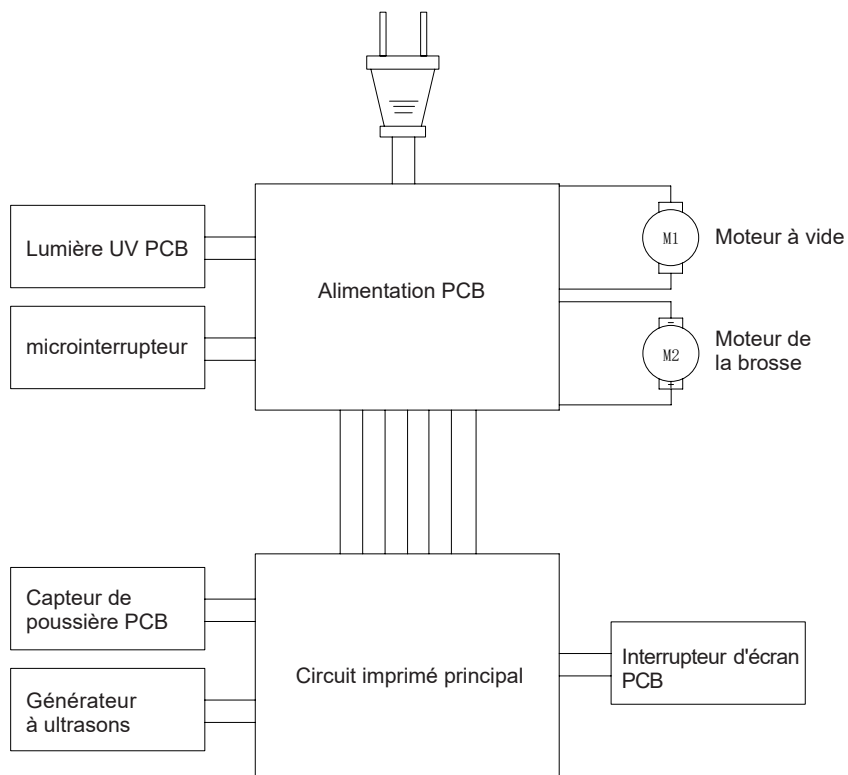 Lumière UV PCB
microinterrupteur
Alimentation PCB
M1
Moteur à vide
M2
Moteur de
la brosse
Capteur de
poussière PCB
Générateur
à ultrasons
Circuit imprimé principal
Interrupteur d'écran
PCB